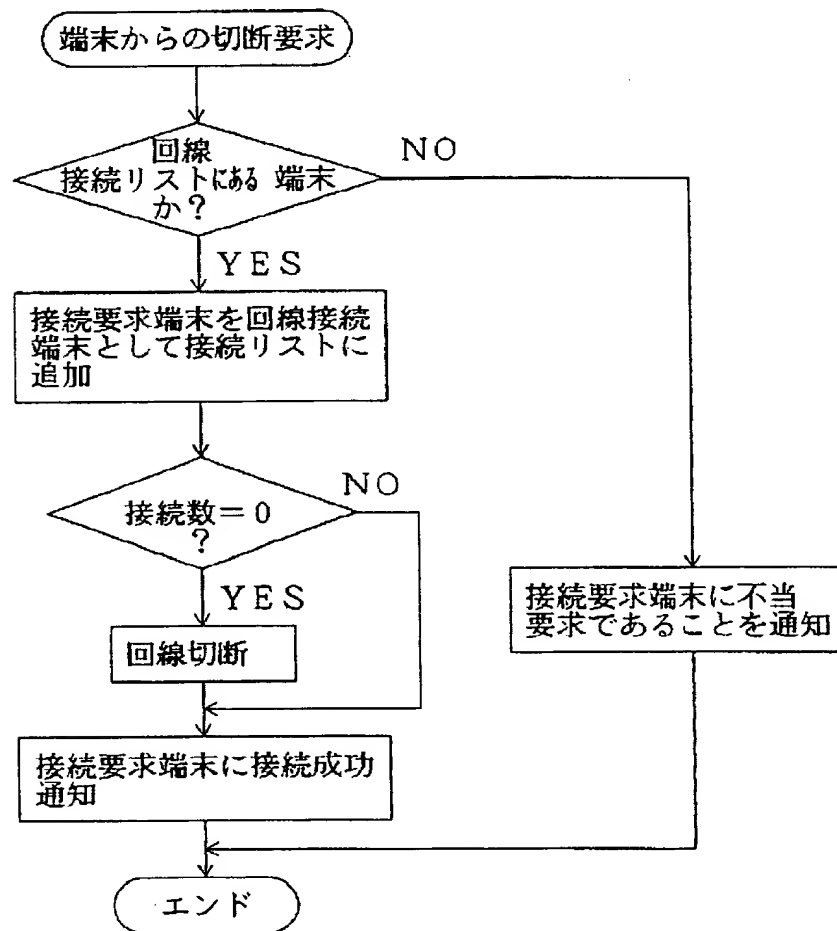 端末からの切断要求
回線
接続リストにある 端末
か？
NO
YES
接続要求端末を回線接続
端末として接続リストに
追加
接続数＝0
？
NO
YES
回線切断
接続要求端末に不当
要求であることを通知
接続要求端末に接続成功
通知
エンド